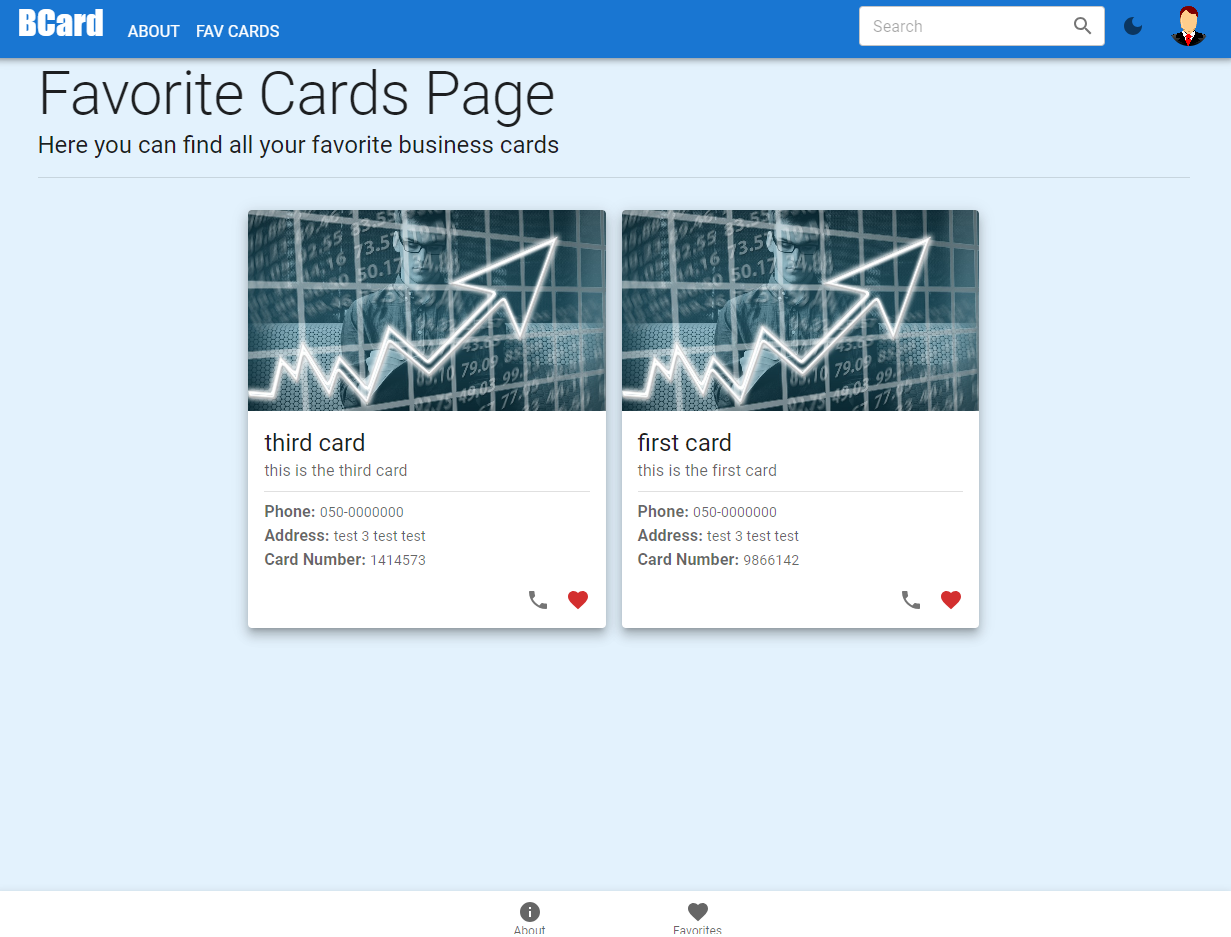 BCard
ABOUT FAV CARDS
Search
Favorite Cards Page
Here you can find all your favorite business cards
third card
this is the third card
Phone: 050-0000000
Address: test 3 test test
Card Number: 1414573
first card
this is the first card
Phone: 050-0000000
Address: test 3 test test
Card Number: 9866142
About
Favorites